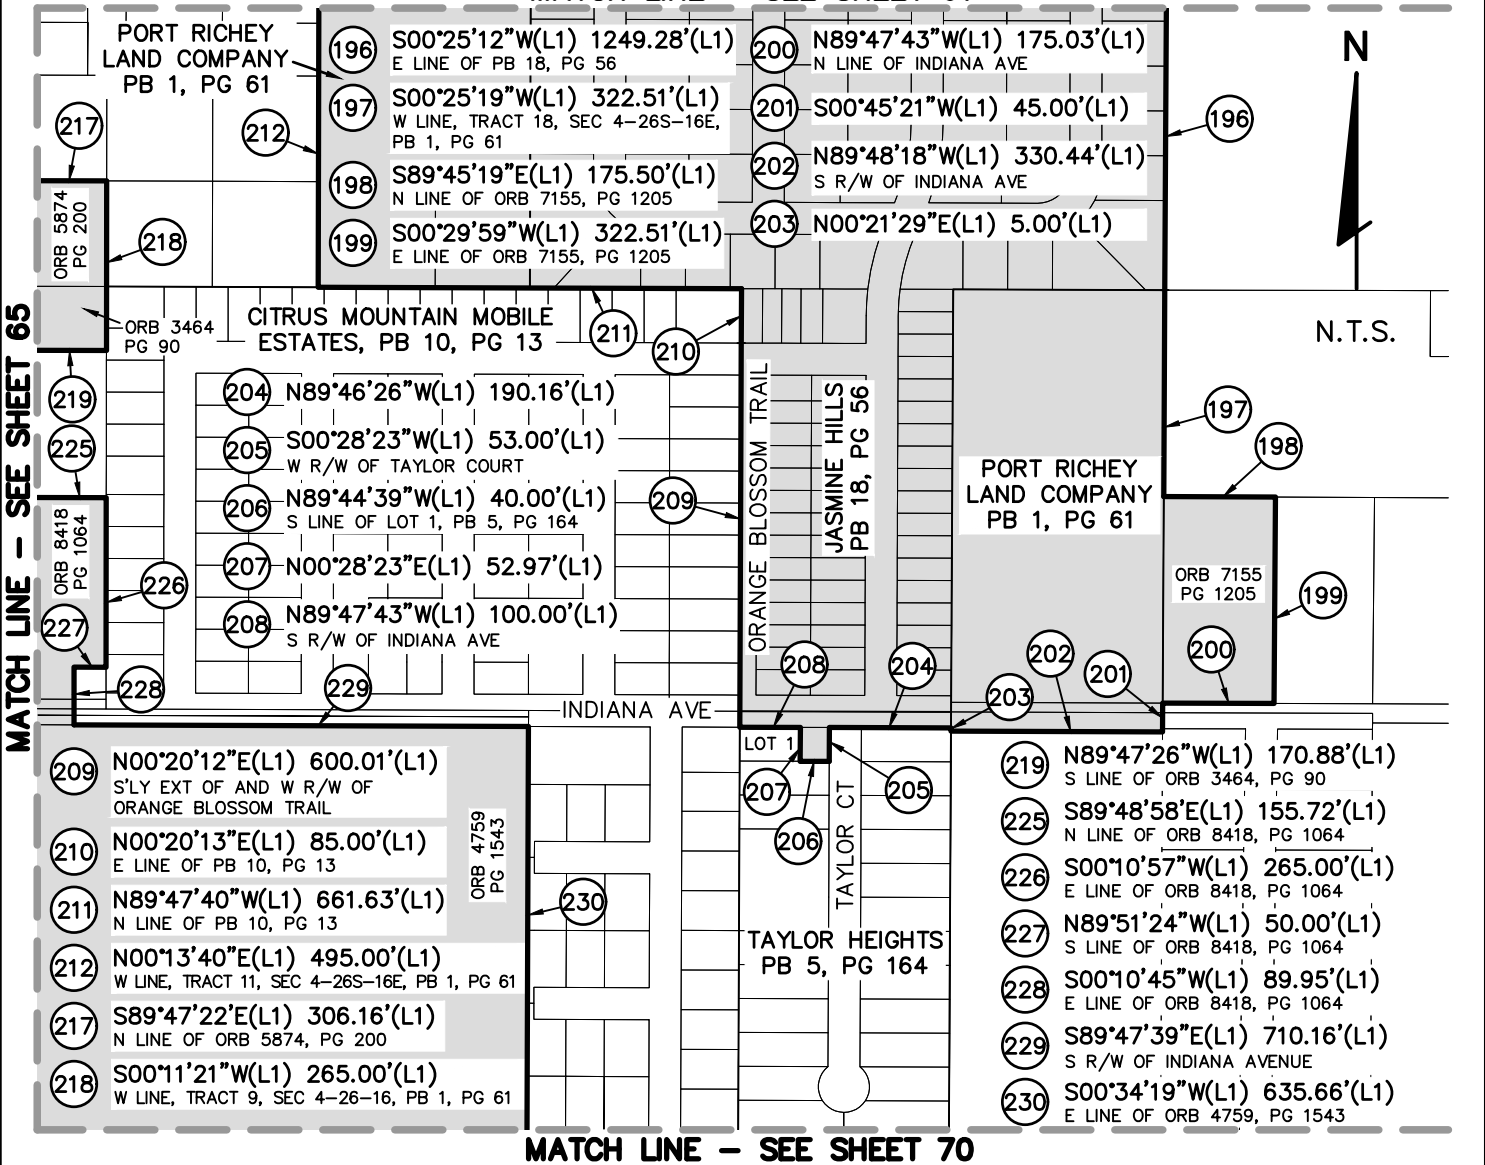 PORT RICHEY
LAND COMPANY
PB 1, PG 61
196 S00°25'12"W(L1) 1249.28'(L1)
E LINE OF PB 18, PG 56
197 S00°25'19"W(L1) 322.51'(L1)
W LINE, TRACT 18, SEC 4-26S-16E,
PB 1, PG 61
198 S89°45'19"E(L1) 175.50'(L1)
N LINE OF ORB 7155, PG 1205
199 S00°29'59"W(L1) 322.51'(L1)
E LINE OF ORB 7155, PG 1205
200 N89°47'43"W(L1) 175.03'(L1)
N LINE OF INDIANA AVE
201 S00°45'21"W(L1) 45.00'(L1)
202 N89°48'18"W(L1) 330.44'(L1)
S R/W OF INDIANA AVE
203 N00°21'29"E(L1) 5.00'(L1)
N
N.T.S.
196
212
217
218
ORB 5874
PG 200
ORB 3464
PG 90
219
225
CITRUS MOUNTAIN MOBILE
ESTATES, PB 10, PG 13
211
210
MATCH LINE - SEE SHEET 65
204 N89°46'26"W(L1) 190.16'(L1)
205 S00°28'23"W(L1) 53.00'(L1)
W R/W OF TAYLOR COURT
206 N89°44'39"W(L1) 40.00'(L1)
S LINE OF LOT 1, PB 5, PG 164
207 N00°28'23"E(L1) 52.97'(L1)
208 N89°47'43"W(L1) 100.00'(L1)
S R/W OF INDIANA AVE
209
ORANGE BLOSSOM TRAIL
JASMINE HILLS
PB 18, PG 56
PORT RICHEY
LAND COMPANY
PB 1, PG 61
197
198
ORB 7155
PG 1205
199
200
ORB 8418
PG 1064
226
227
228
229
INDIANA AVE
208
204
202
201
203
LOT 1
207
206
205
TAYLOR CT
TAYLOR HEIGHTS
PB 5, PG 164
209 N00°20'12"E(L1) 600.01'(L1)
S'LY EXT OF AND W R/W OF
ORANGE BLOSSOM TRAIL
210 N00°20'13"E(L1) 85.00'(L1)
E LINE OF PB 10, PG 13
211 N89°47'40"W(L1) 661.63'(L1)
N LINE OF PB 10, PG 13
212 N00°13'40"E(L1) 495.00'(L1)
W LINE, TRACT 11, SEC 4-26S-16E, PB 1, PG 61
217 S89°47'22'E(L1) 306.16'(L1)
N LINE OF ORB 5874, PG 200
218 S00°11'21"W(L1) 265.00'(L1)
W LINE, TRACT 9, SEC 4-26-16, PB 1, PG 61
ORB 4759
PG 1543
230
219 N89°47'26"W(L1) 170.88'(L1)
S LINE OF ORB 3464, PG 90
225 S89°48'58'E(L1) 155.72'(L1)
N LINE OF ORB 8418, PG 1064
226 S00°10'57"W(L1) 265.00'(L1)
E LINE OF ORB 8418, PG 1064
227 N89°51'24"W(L1) 50.00'(L1)
S LINE OF ORB 8418, PG 1064
228 S00°10'45"W(L1) 89.95'(L1)
E LINE OF ORB 8418, PG 1064
229 S89°47'39"E(L1) 710.16'(L1)
S R/W OF INDIANA AVENUE
230 S00°34'19"W(L1) 635.66'(L1)
E LINE OF ORB 4759, PG 1543
MATCH LINE - SEE SHEET 70